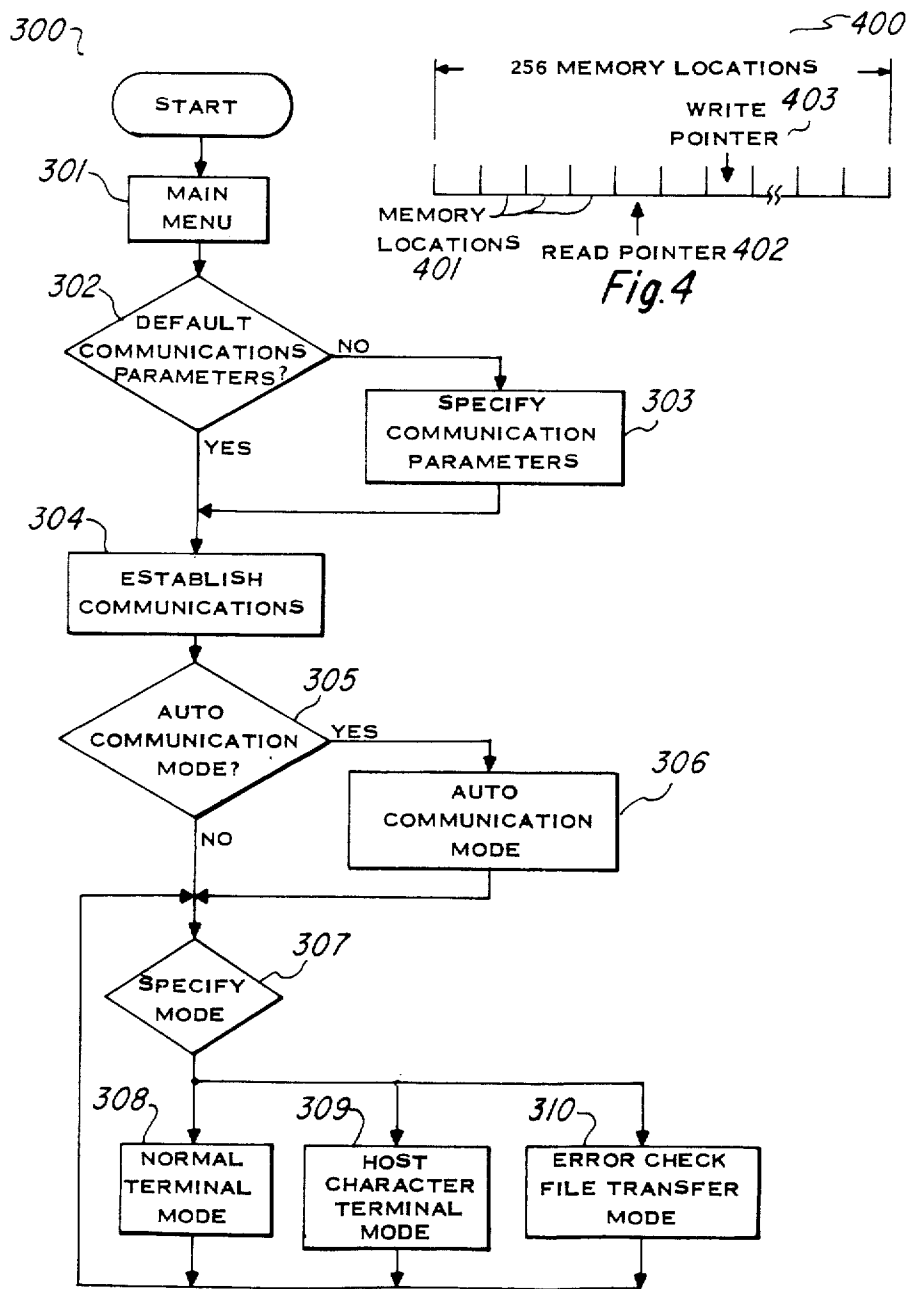 300
START
301
MAIN
MENU
302
DEFAULT
COMMUNICATIONS
PARAMETERS?
NO
YES
SPECIFY
COMMUNICATION
PARAMETERS
303
304
ESTABLISH
COMMUNICATIONS
305
AUTO
COMMUNICATION
MODE?
YES
NO
306
AUTO
COMMUNICATION
MODE
307
SPECIFY
MODE
308
NORMAL
TERMINAL
MODE
309
HOST
CHARACTER
TERMINAL
MODE
310
ERROR CHECK
FILE TRANSFER
MODE
400
256 MEMORY LOCATIONS
WRITE 403
POINTER
MEMORY
LOCATIONS
401
READ POINTER 402
Fig.4